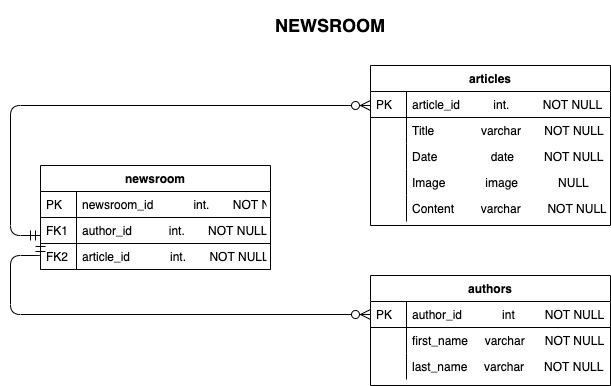 NEWSROOM
articles
PK article_id int. NOT NULL
Title varchar NOT NULL
Date date NOT NULL
Image image NULL
Content varchar NOT NULL
newsroom
PK newsroom_id int. NOT N
FK1 author_id int. NOT NULL
FK2 article_id int. NOT NULL
authors
PK author_id int NOT NULL
first_name varchar NOT NULL
last_name varchar NOT NULL